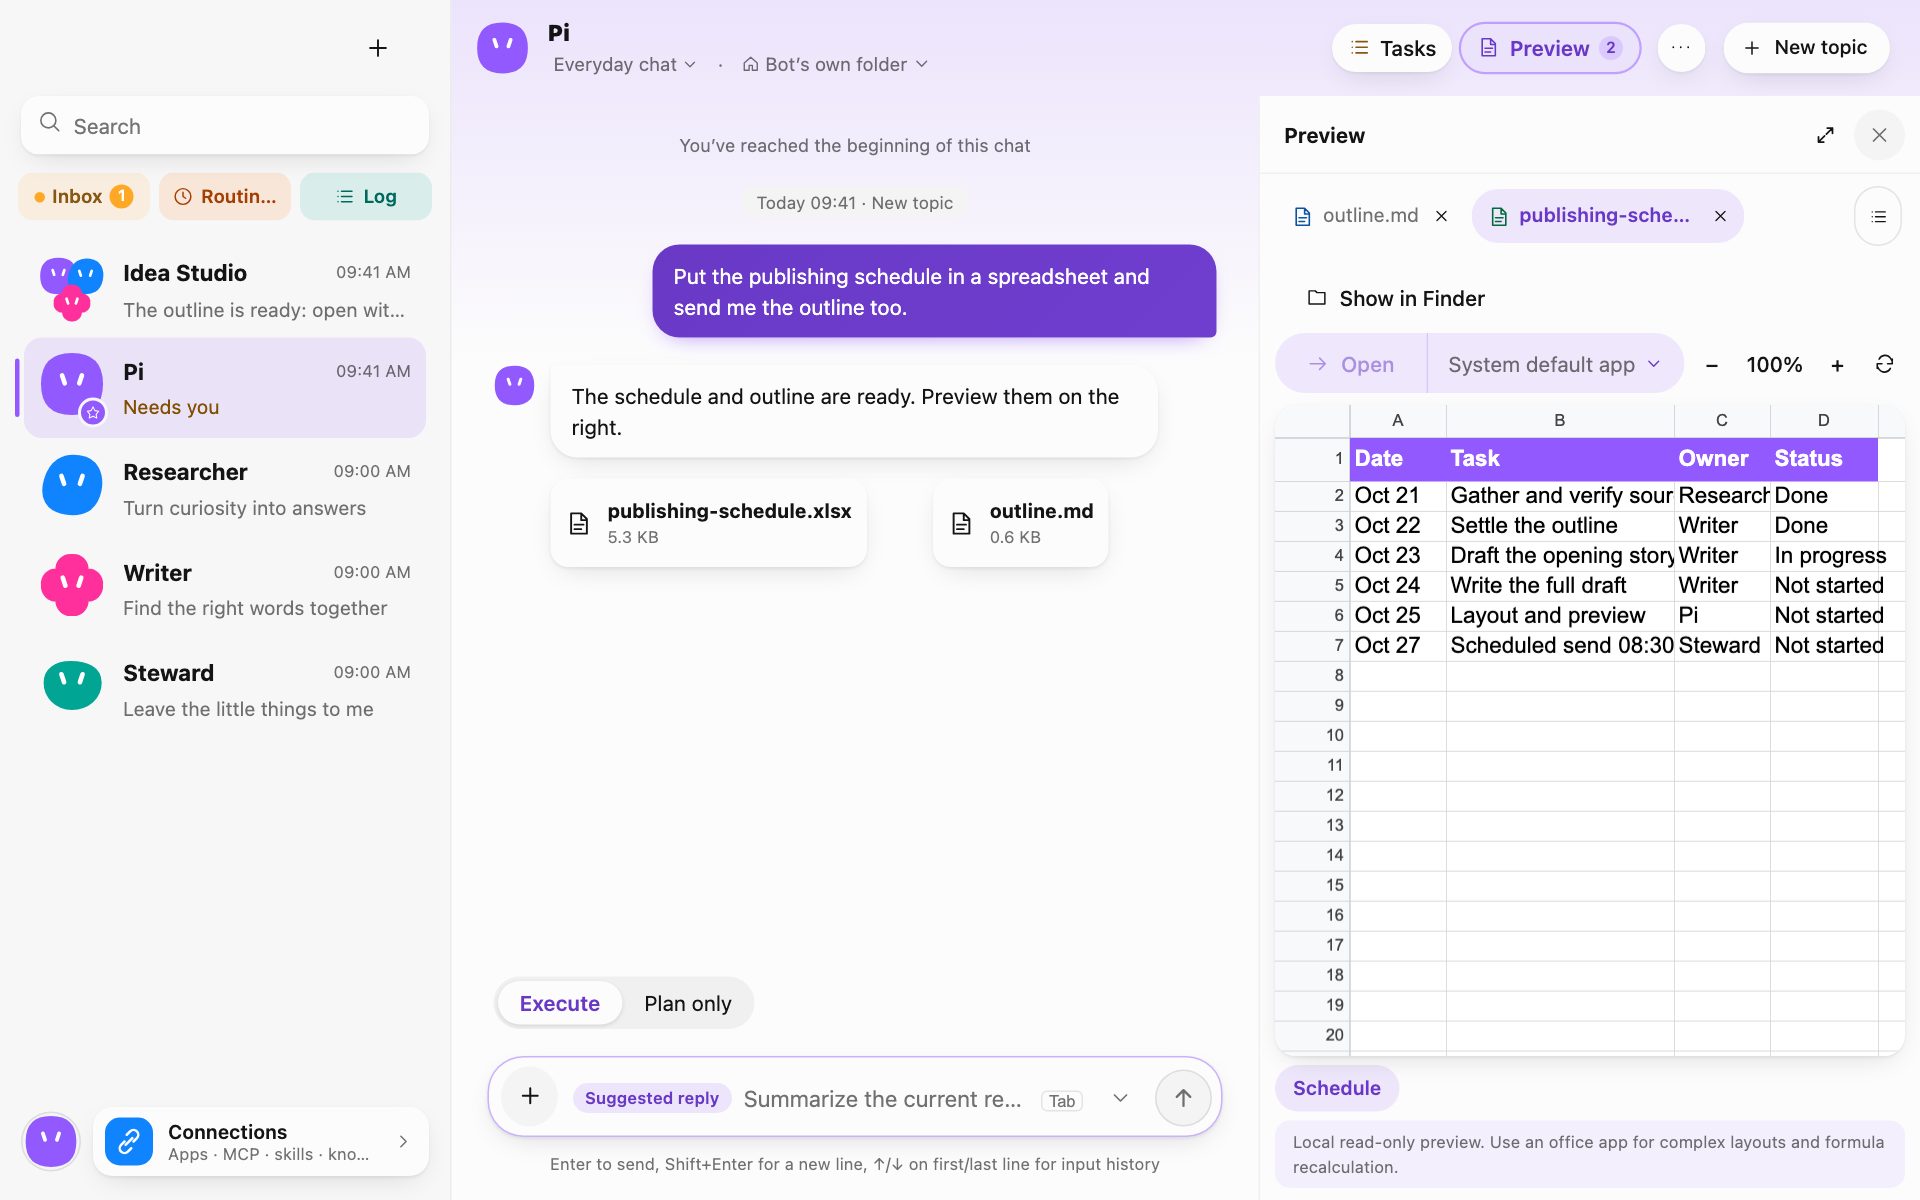 Search
Inbox 1
Routin...
Log
Idea Studio 09:41 AM
The outline is ready: open wit...
Pi 09:41 AM
Needs you
Researcher 09:00 AM
Turn curiosity into answers
Writer 09:00 AM
Find the right words together
Steward 09:00 AM
Leave the little things to me
Connections
Apps · MCP · skills · kno...
Pi
Everyday chat · Bot's own folder
Tasks
Preview 2
New topic
You've reached the beginning of this chat
Today 09:41 · New topic
Put the publishing schedule in a spreadsheet and
send me the outline too.
The schedule and outline are ready. Preview them on the
right.
publishing-schedule.xlsx
5.3 KB
outline.md
0.6 KB
Execute
Plan only
Suggested reply Summarize the current re... Tab
Enter to send, Shift+Enter for a new line, ↑/↓ on first/last line for input history
Preview
outline.md
publishing-sche...
Show in Finder
Open
System default app
100%
A B C D
1 Date Task Owner Status
2 Oct 21 Gather and verify sour Research Done
3 Oct 22 Settle the outline Writer Done
4 Oct 23 Draft the opening story Writer In progress
5 Oct 24 Write the full draft Writer Not started
6 Oct 25 Layout and preview Pi Not started
7 Oct 27 Scheduled send 08:30 Steward Not started
8
9
10
11
12
13
14
15
16
17
18
19
20
Schedule
Local read-only preview. Use an office app for complex layouts and formula
recalculation.